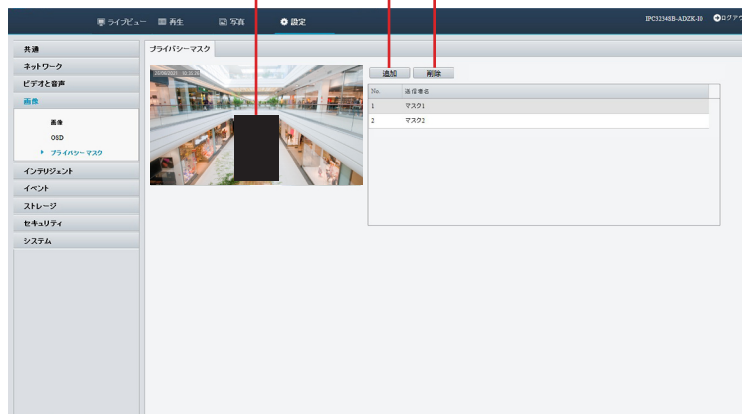 ライブビュー 再生 写真 設定 IPC3234SB-ADZK-I0 ログアウ
共通
ネットワーク
ビデオと音声
画像
画像
OSD
プライバシーマスク
インテリジェント
イベント
ストレージ
セキュリティ
システム
プライバシーマスク
追加 削除
No. 送信者名
1 マスク1
2 マスク2